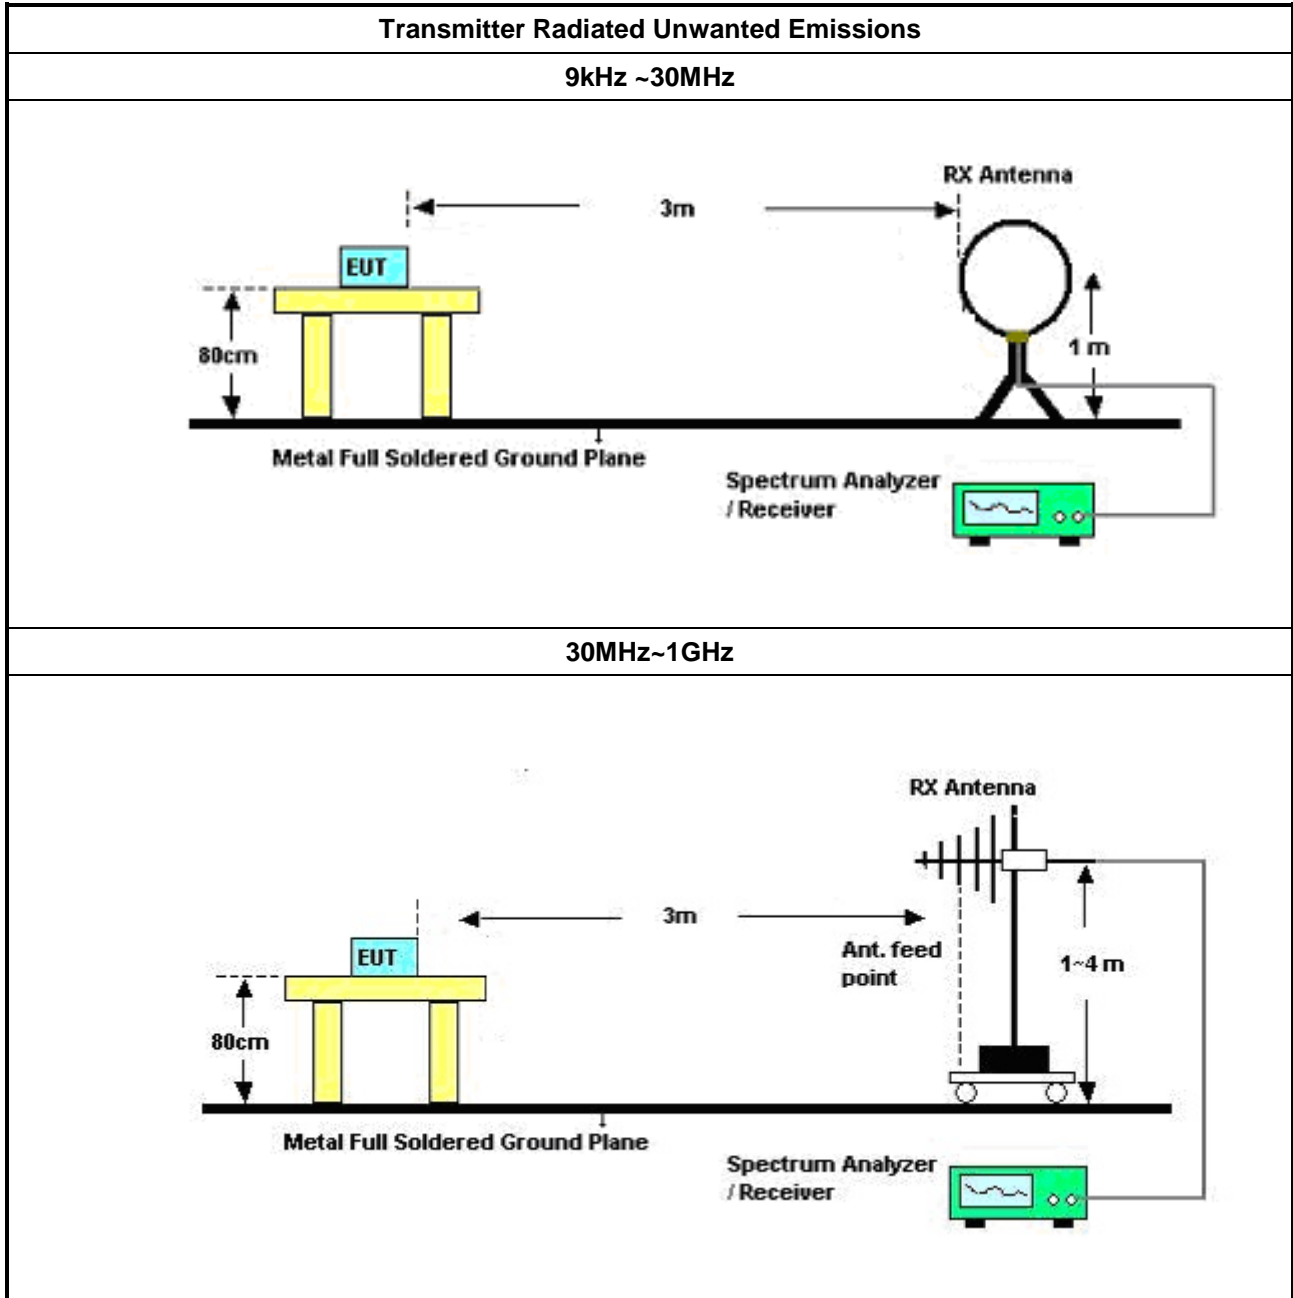 Transmitter Radiated Unwanted Emissions
9kHz ~30MHz
RX Antenna
3m
EUT
80cm
1 m
Metal Full Soldered Ground Plane
Spectrum Analyzer
/ Receiver
30MHz~1GHz
RX Antenna
3m
EUT
Ant. feed
point
1~4 m
80cm
Metal Full Soldered Ground Plane
Spectrum Analyzer
/ Receiver